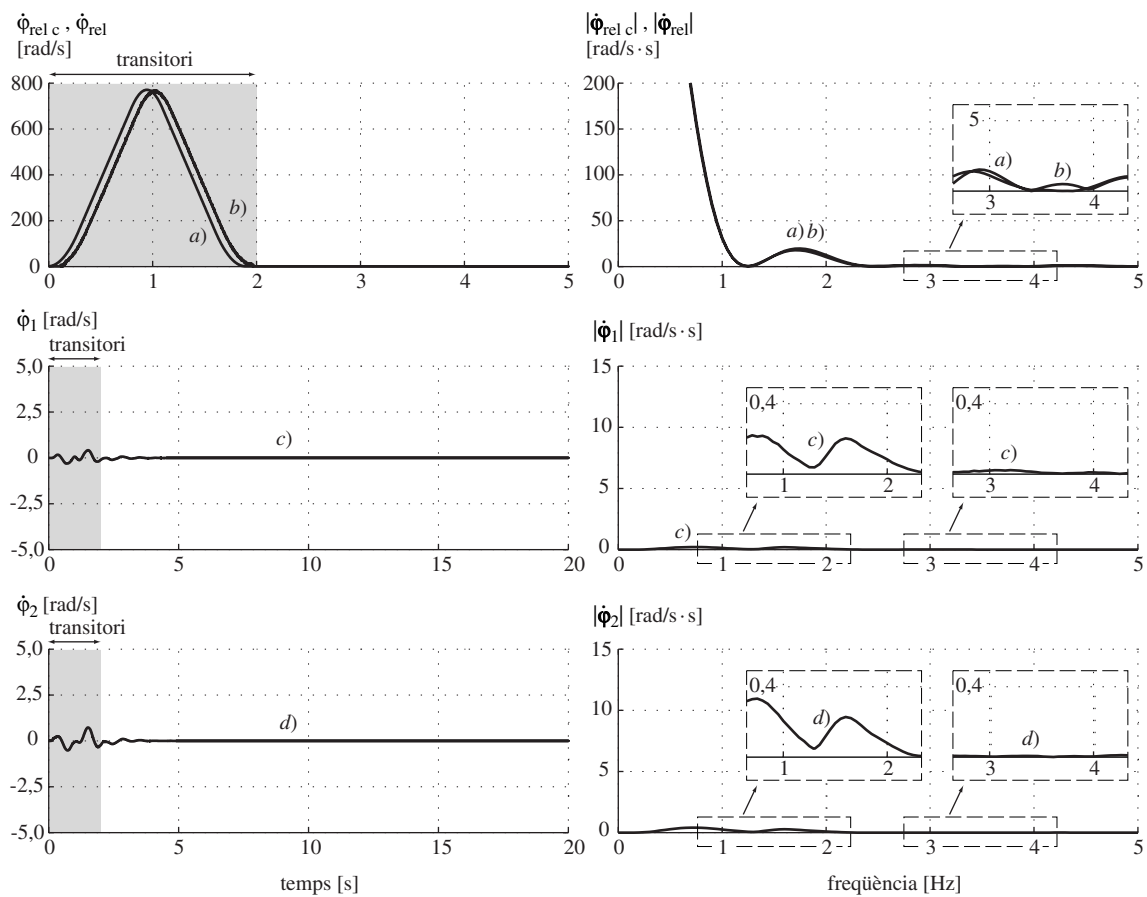 φ̇rel c , φ̇rel
[rad/s]
transitori
800
600
400
200
0
a)
b)
0 1 2 3 4 5
|φ̇rel c| , |φ̇rel|
[rad/s·s]
200
150
100
50
0
a) b)
5
a)
b)
3 4
0 1 2 3 4 5
φ̇1 [rad/s]
transitori
5,0
2,5
0
-2,5
-5,0
c)
0 5 10 15 20
|φ̇1| [rad/s·s]
15
10
5
0
c)
0,4
c)
1 2
0,4
c)
3 4
0 1 2 3 4 5
φ̇2 [rad/s]
transitori
5,0
2,5
0
-2,5
-5,0
d)
0 5 10 15 20
temps [s]
|φ̇2| [rad/s·s]
15
10
5
0
0,4
d)
1 2
0,4
d)
3 4
0 1 2 3 4 5
freqüència [Hz]